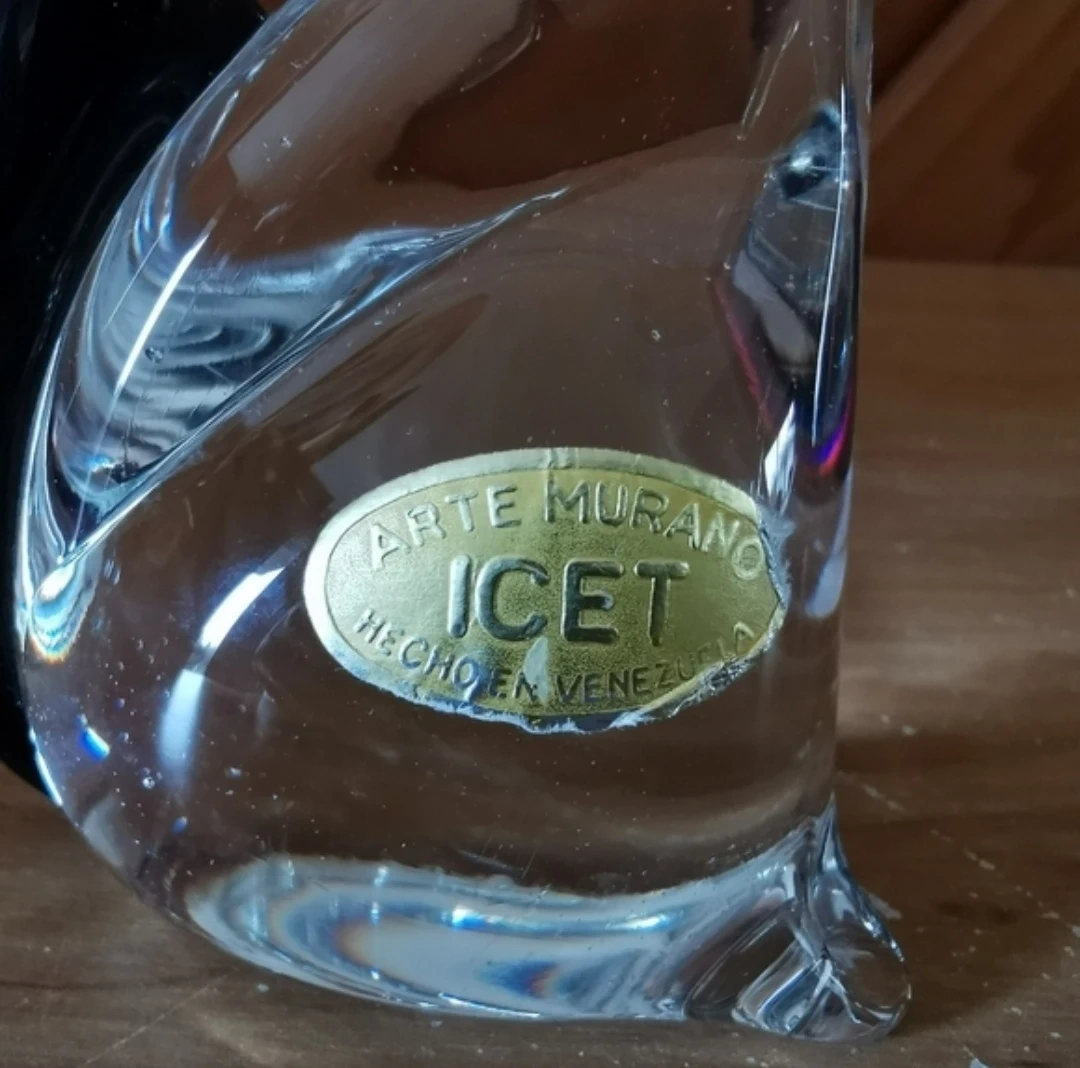 ARTE MURANO
ICET
HECHO EN VENEZUELA